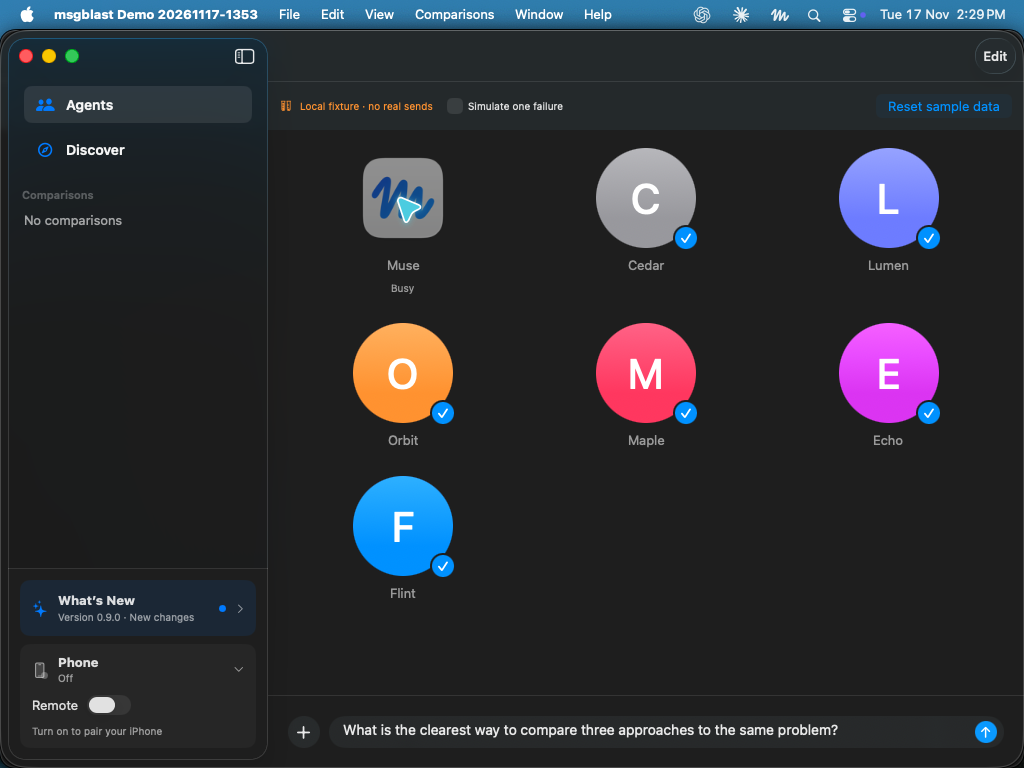 msgblast Demo 20261117-1353 File Edit View Comparisons Window Help Tue 17 Nov 2:29 PM
Edit
Agents
Local fixture · no real sends Simulate one failure Reset sample data
Discover
Comparisons
No comparisons
C
L
Muse
Cedar
Lumen
Busy
O
M
E
Orbit
Maple
Echo
F
Flint
What's New
Version 0.9.0 · New changes
Phone
Off
Remote
Turn on to pair your iPhone
What is the clearest way to compare three approaches to the same problem?